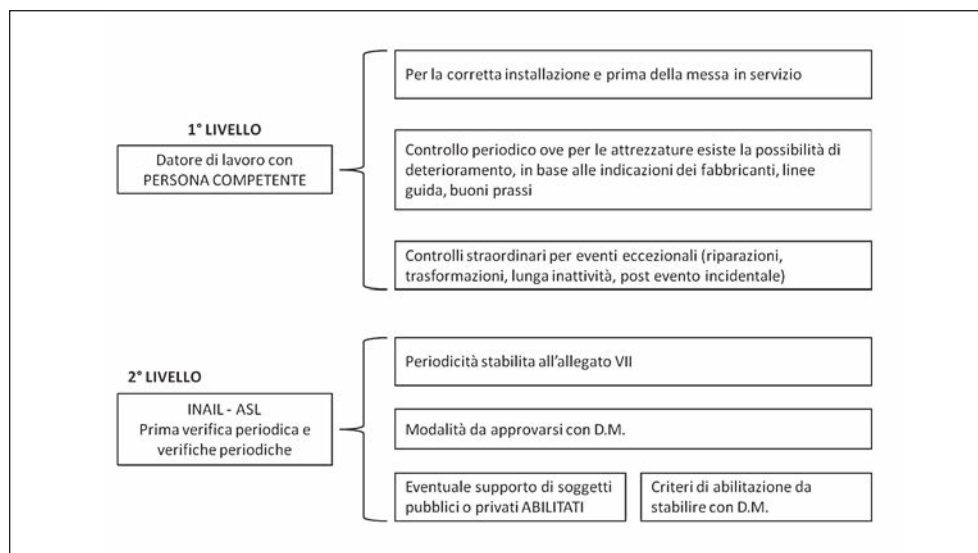 1° LIVELLO
Datore di lavoro con
PERSONA COMPETENTE
Per la corretta installazione e prima della messa in servizio
Controllo periodico ove per le attrezzature esiste la possibilità di
deterioramento, in base alle indicazioni dei fabbricanti, linee
guida, buoni prassi
Controlli straordinari per eventi eccezionali (riparazioni,
trasformazioni, lunga inattività, post evento incidentale)
2° LIVELLO
INAIL - ASL
Prima verifica periodica e
verifiche periodiche
Periodicità stabilita all'allegato VII
Modalità da approvarsi con D.M.
Eventuale supporto di soggetti
pubblici o privati ABILITATI
Criteri di abilitazione da
stabilire con D.M.